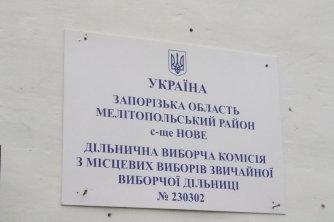 УКРАЇНА
ЗАПОРІЗЬКА ОБЛАСТЬ
МЕЛІТОПОЛЬСЬКИЙ РАЙОН
с-ще НОВЕ
ДІЛЬНИЧНА ВИБОРЧА КОМІСІЯ
З МІСЦЕВИХ ВИБОРІВ ЗВИЧАЙНОЇ
ВИБОРЧОЇ ДІЛЬНИЦІ
№ 230302